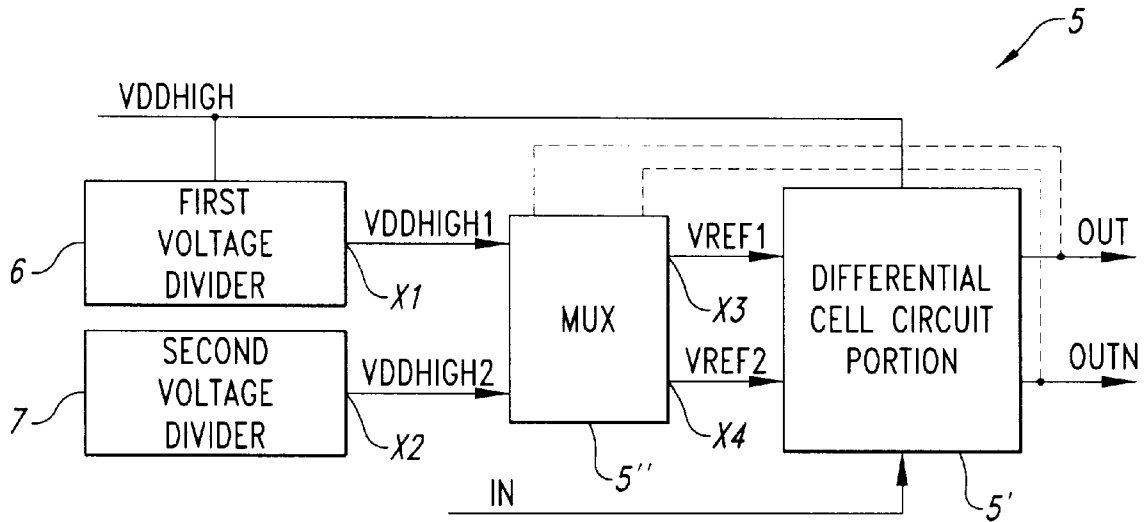 5
VDDHIGH
FIRST
VOLTAGE
DIVIDER
6
VDDHIGH1
X1
SECOND
VOLTAGE
DIVIDER
7
VDDHIGH2
X2
MUX
5''
VREF1
X3
VREF2
X4
DIFFERENTIAL
CELL CIRCUIT
PORTION
5'
OUT
OUTN
IN